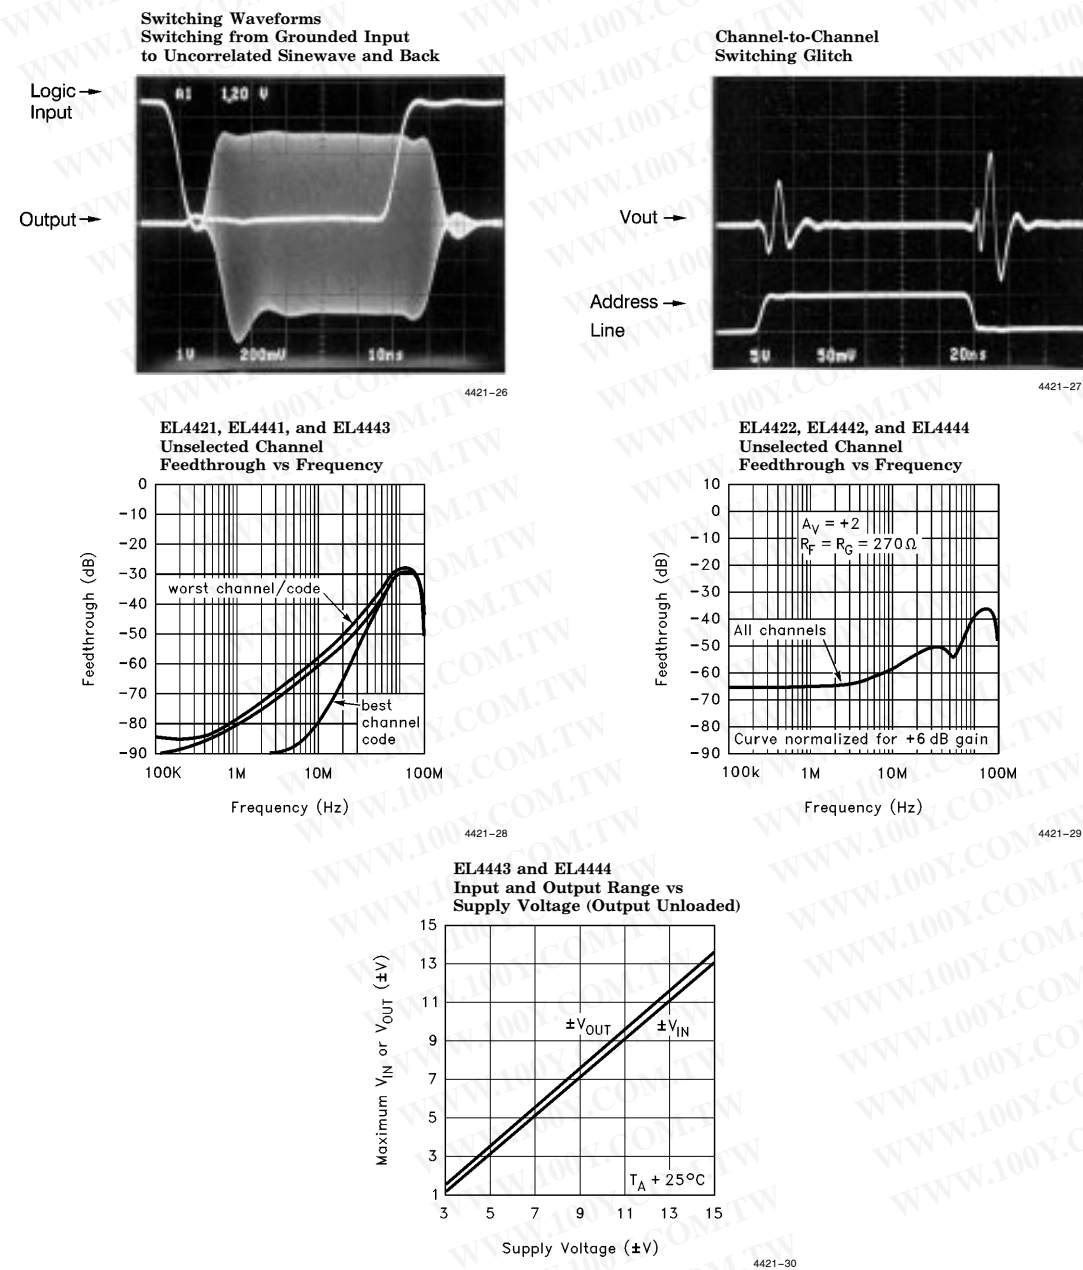 Switching Waveforms
Switching from Grounded Input
to Uncorrelated Sinewave and Back
Logic
Input
Output
A1 1.20 V
1V 200mV 10ns
4421–26
Channel-to-Channel
Switching Glitch
Vout
Address
Line
5V 50mV 20ns
4421–27
EL4421, EL4441, and EL4443
Unselected Channel
Feedthrough vs Frequency
Feedthrough (dB)
0
−10
−20
−30
−40
−50
−60
−70
−80
−90
worst channel/code
best
channel
code
100K 1M 10M 100M
Frequency (Hz)
4421–28
EL4422, EL4442, and EL4444
Unselected Channel
Feedthrough vs Frequency
Feedthrough (dB)
10
0
−10
−20
−30
−40
−50
−60
−70
−80
−90
AV = +2
RF = RG = 270Ω
All channels
Curve normalized for +6 dB gain
100k 1M 10M 100M
Frequency (Hz)
4421–29
EL4443 and EL4444
Input and Output Range vs
Supply Voltage (Output Unloaded)
Maximum VIN or VOUT (±V)
15
13
11
9
7
5
3
1
±VOUT
±VIN
TA + 25°C
3 5 7 9 11 13 15
Supply Voltage (±V)
4421–30
WWW.100Y.COM.TW